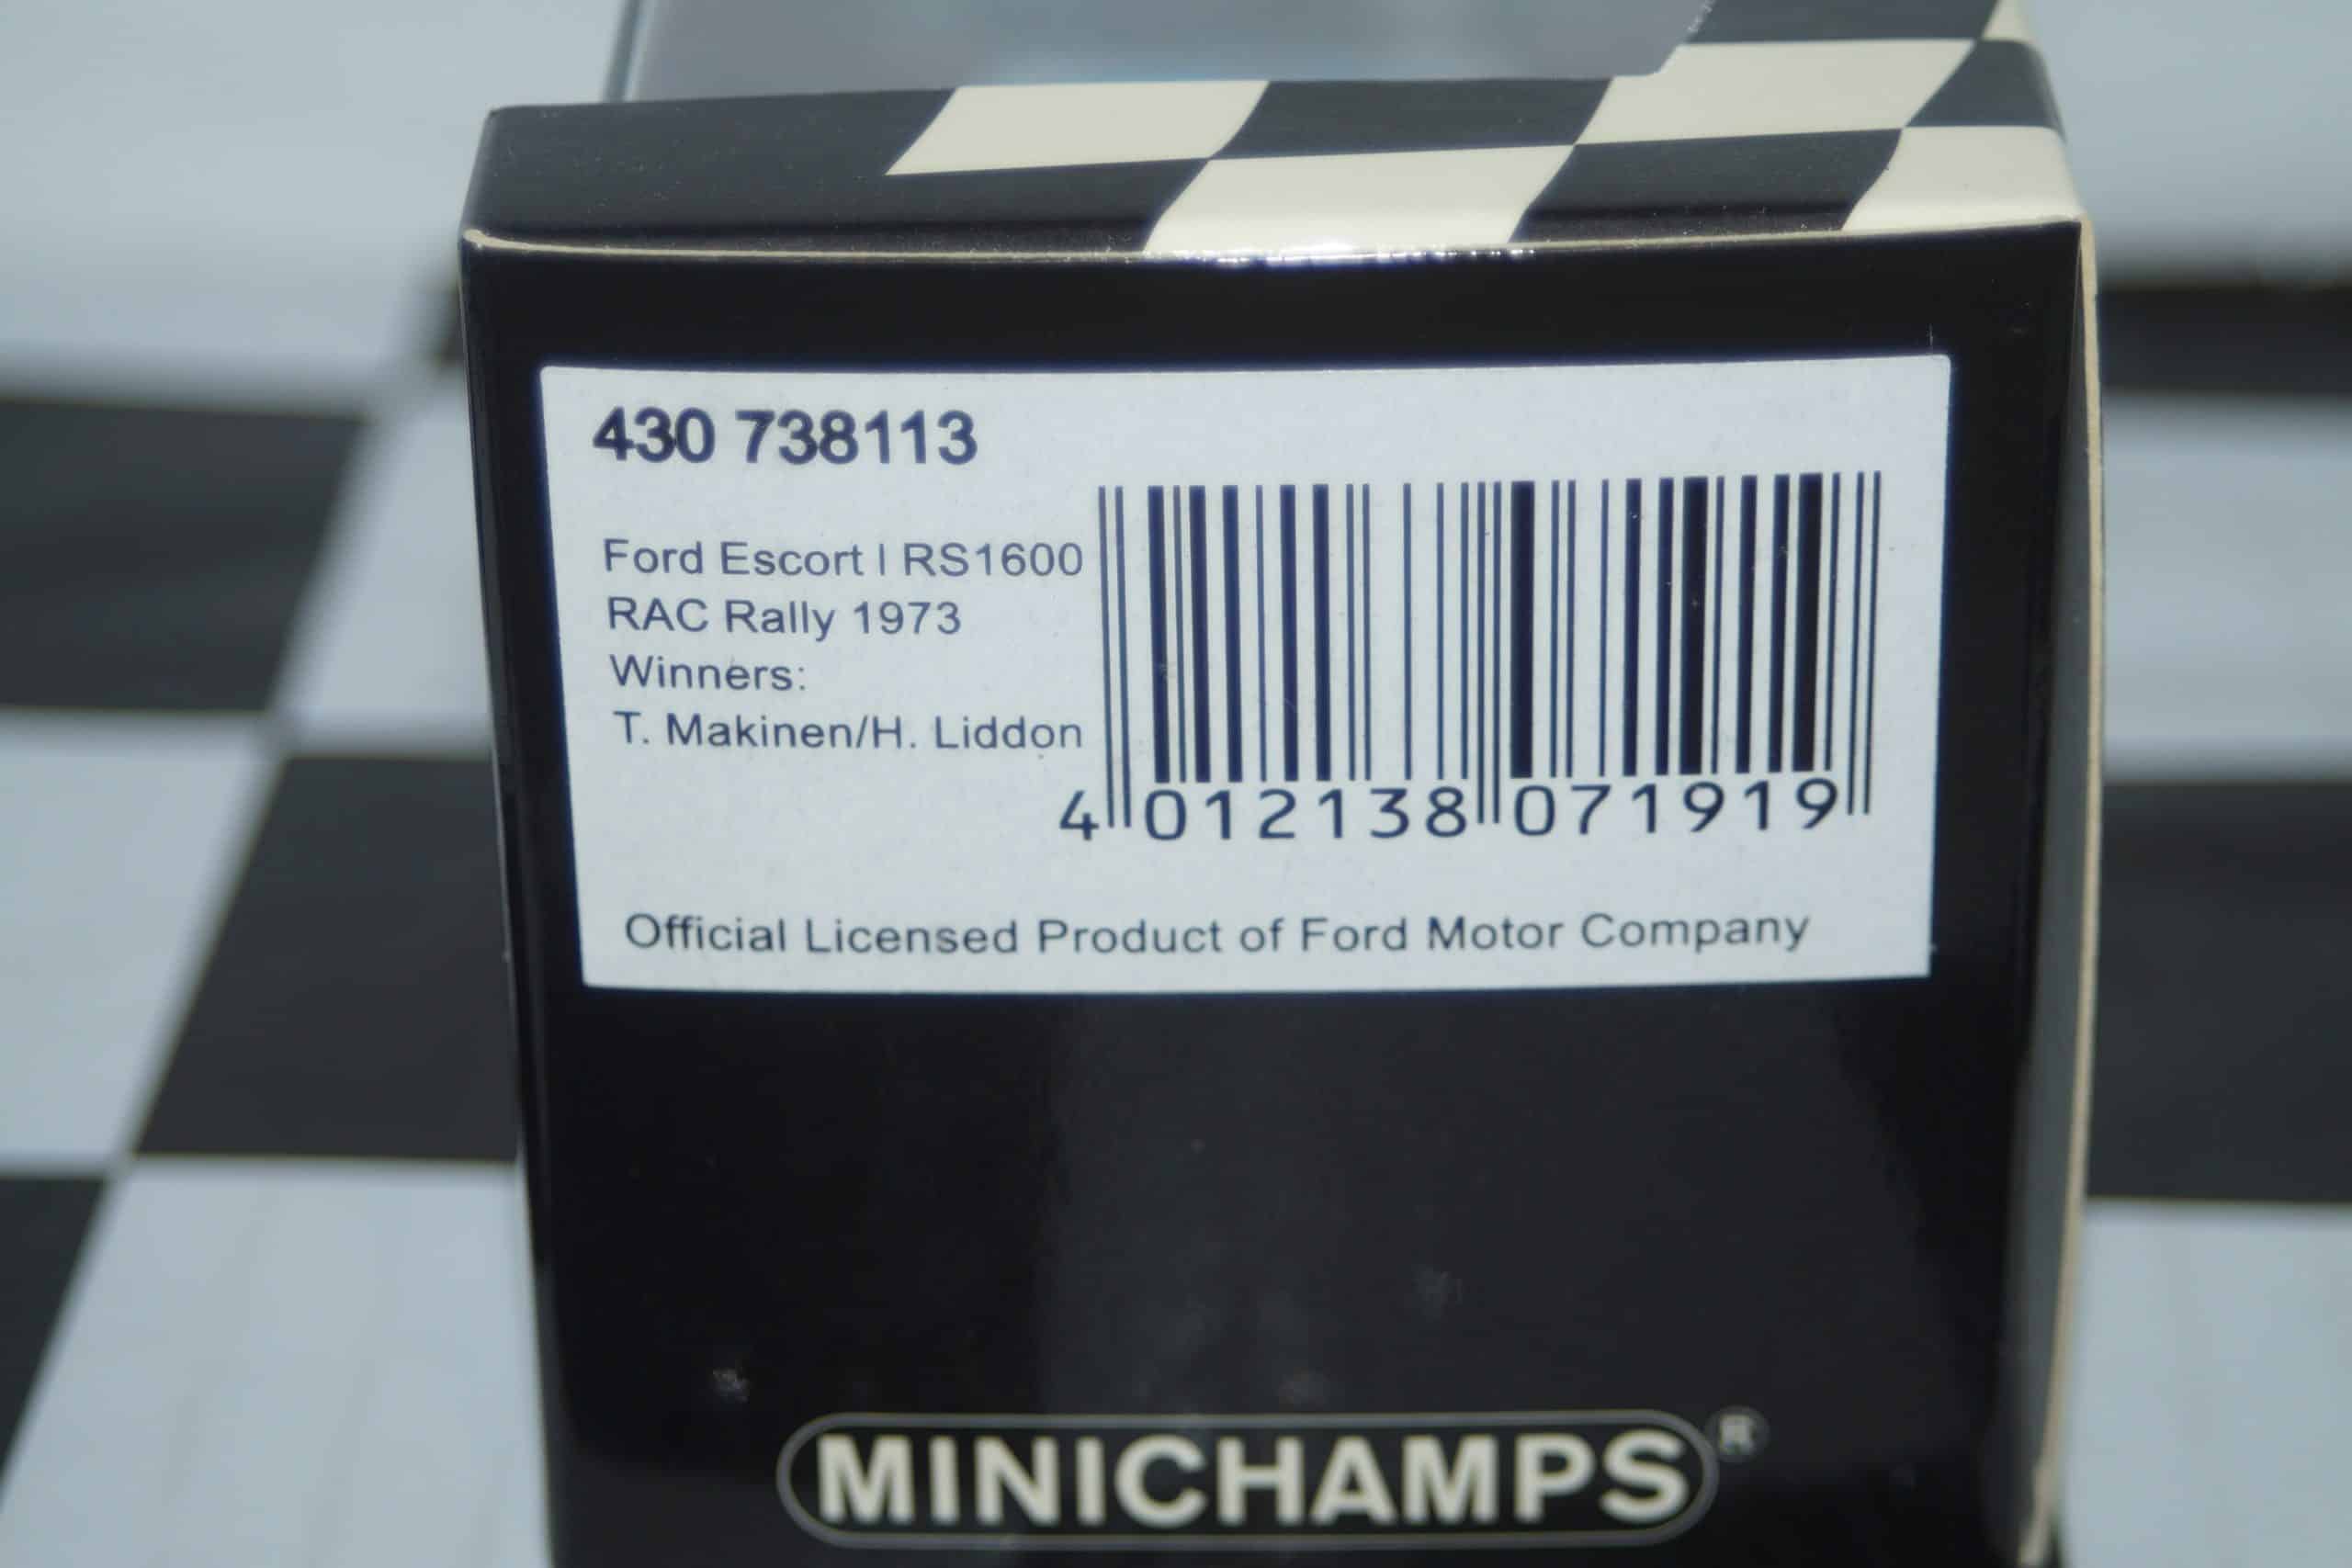 430 738113
Ford Escort I RS1600
RAC Rally 1973
Winners:
T. Makinen/H. Liddon
4 012138 071919
Official Licensed Product of Ford Motor Company
MINICHAMPS®